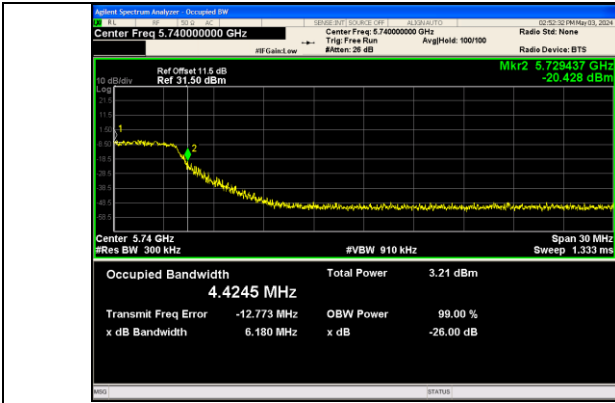 Agilent Spectrum Analyzer - Occupied BW
RL RF 50 Ω AC SENSE:INT SOURCE OFF ALIGN AUTO 02:52:32 PM May 03, 2024
Center Freq 5.740000000 GHz Center Freq: 5.740000000 GHz Radio Std: None
Trig: Free Run Avg|Hold: 100/100
#IFGain:Low #Atten: 26 dB Radio Device: BTS
Mkr2 5.729437 GHz
-20.428 dBm
Ref Offset 11.5 dB
10 dB/div Ref 31.50 dBm
Log
21.5
11.5
1
1.50
2
-8.50
-18.5
-28.5
-38.5
-48.5
-58.5
Center 5.74 GHz Span 30 MHz
#Res BW 300 kHz #VBW 910 kHz Sweep 1.333 ms
Occupied Bandwidth Total Power 3.21 dBm
4.4245 MHz
Transmit Freq Error -12.773 MHz OBW Power 99.00 %
x dB Bandwidth 6.180 MHz x dB -26.00 dB
MSG STATUS